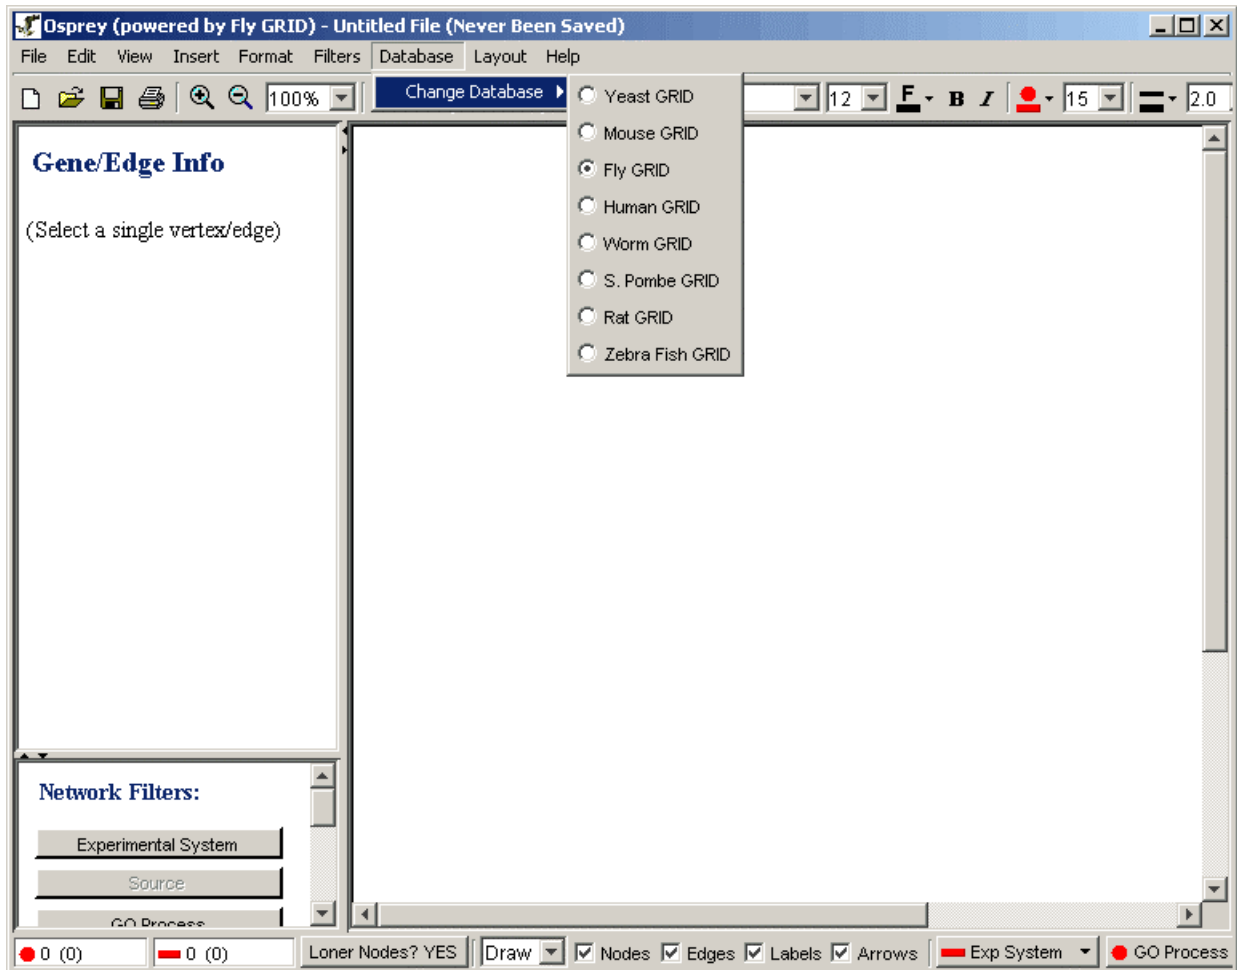 Osprey (powered by Fly GRID) - Untitled File (Never Been Saved)
File Edit View Insert Format Filters Database Layout Help
100% Change Database 12 F B I 15 2.0
Yeast GRID
Mouse GRID
Fly GRID
Human GRID
Worm GRID
S. Pombe GRID
Rat GRID
Zebra Fish GRID
Gene/Edge Info
(Select a single vertex/edge)
Network Filters:
Experimental System
Source
GO Process
0 (0) 0 (0) Loner Nodes? YES Draw Nodes Edges Labels Arrows Exp System GO Process